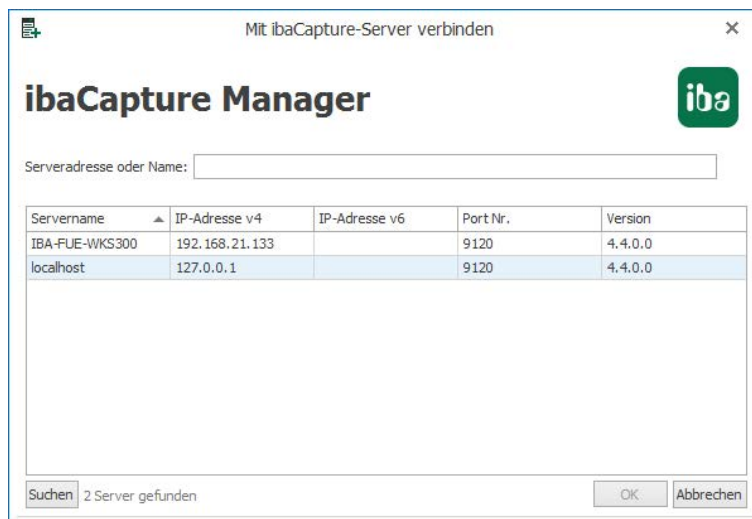 Mit ibaCapture-Server verbinden
ibaCapture Manager
iba
Serveradresse oder Name:
Servername IP-Adresse v4 IP-Adresse v6 Port Nr. Version
IBA-FUE-WKS300 192.168.21.133 9120 4.4.0.0
localhost 127.0.0.1 9120 4.4.0.0
Suchen 2 Server gefunden OK Abbrechen